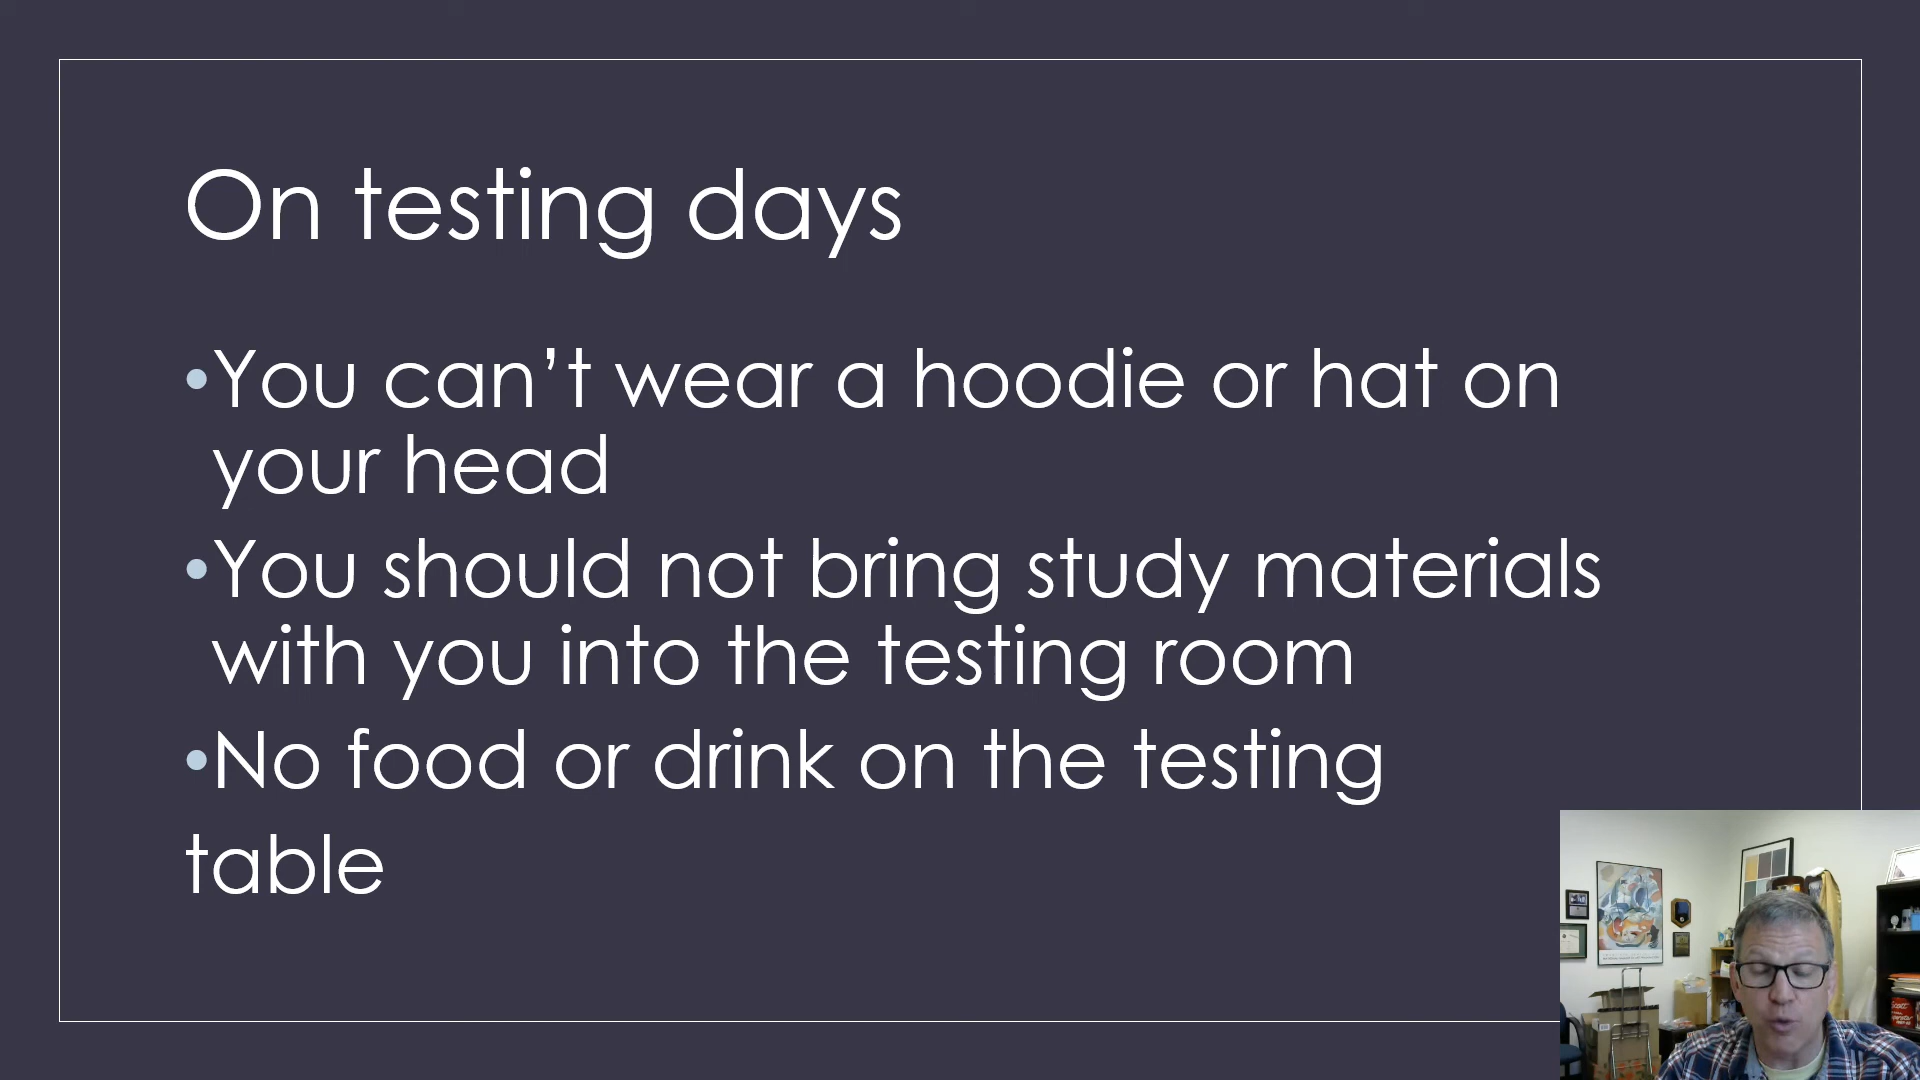 On testing days
•You can’t wear a hoodie or hat on
your head
•You should not bring study materials
with you into the testing room
•No food or drink on the testing
table
Scott